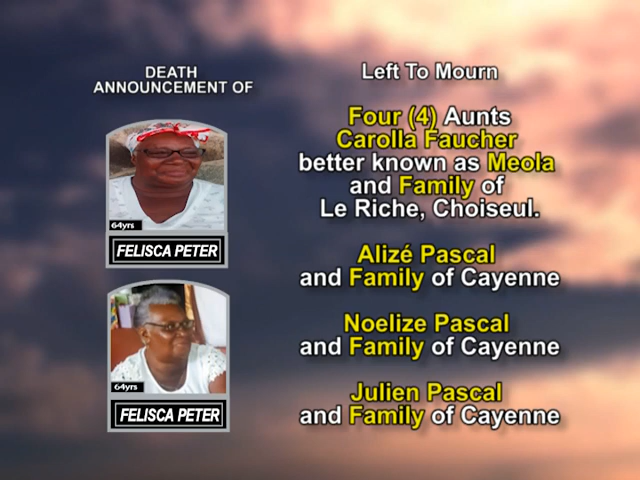 DEATH
ANNOUNCEMENT OF
64yrs
FELISCA PETER
64yrs
FELISCA PETER
Left To Mourn
Four (4) Aunts
Carolla Faucher
better known as Meola
and Family of
Le Riche, Choiseul.
Alizé Pascal
and Family of Cayenne
Noelize Pascal
and Family of Cayenne
Julien Pascal
and Family of Cayenne